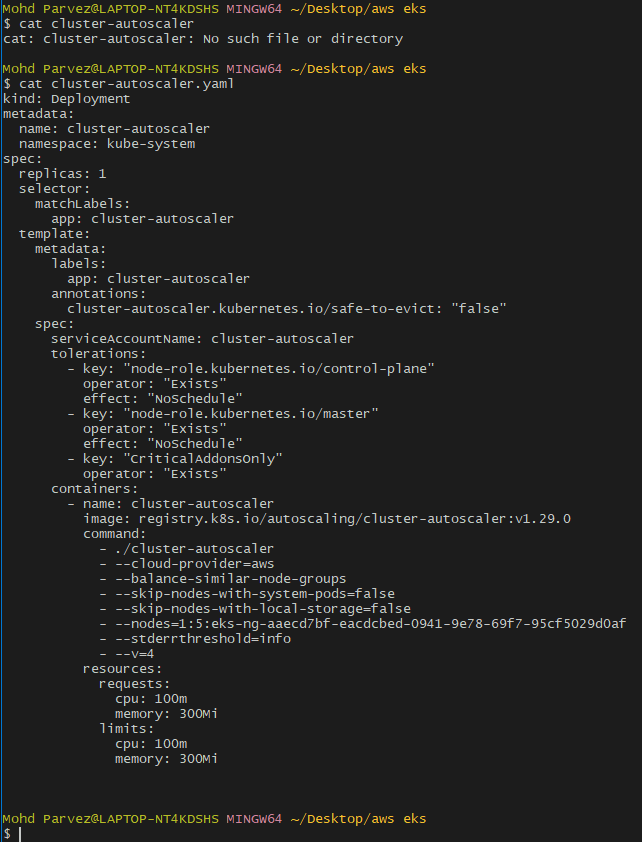 Mohd Parvez@LAPTOP-NT4KDSHS MINGW64 ~/Desktop/aws eks
$ cat cluster-autoscaler
cat: cluster-autoscaler: No such file or directory

Mohd Parvez@LAPTOP-NT4KDSHS MINGW64 ~/Desktop/aws eks
$ cat cluster-autoscaler.yaml
kind: Deployment
metadata:
  name: cluster-autoscaler
  namespace: kube-system
spec:
  replicas: 1
  selector:
    matchLabels:
      app: cluster-autoscaler
  template:
    metadata:
      labels:
        app: cluster-autoscaler
      annotations:
        cluster-autoscaler.kubernetes.io/safe-to-evict: "false"
    spec:
      serviceAccountName: cluster-autoscaler
      tolerations:
        - key: "node-role.kubernetes.io/control-plane"
          operator: "Exists"
          effect: "NoSchedule"
        - key: "node-role.kubernetes.io/master"
          operator: "Exists"
          effect: "NoSchedule"
        - key: "CriticalAddonsOnly"
          operator: "Exists"
      containers:
        - name: cluster-autoscaler
          image: registry.k8s.io/autoscaling/cluster-autoscaler:v1.29.0
          command:
            - ./cluster-autoscaler
            - --cloud-provider=aws
            - --balance-similar-node-groups
            - --skip-nodes-with-system-pods=false
            - --skip-nodes-with-local-storage=false
            - --nodes=1:5:eks-ng-aaecd7bf-eacdcbed-0941-9e78-69f7-95cf5029d0af
            - --stderrthreshold=info
            - --v=4
          resources:
            requests:
              cpu: 100m
              memory: 300Mi
            limits:
              cpu: 100m
              memory: 300Mi

Mohd Parvez@LAPTOP-NT4KDSHS MINGW64 ~/Desktop/aws eks
$